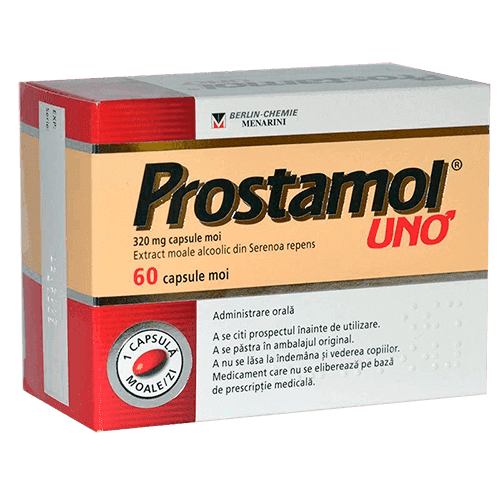 BERLIN-CHEMIE
MENARINI
Prostamol®
UNO
320 mg capsule moi
Extract moale alcoolic din Serenoa repens
60 capsule moi
Administrare orală
A se citi prospectul înainte de utilizare.
A se păstra în ambalajul original.
A nu se lăsa la îndemâna și vederea copiilor.
Medicament care nu se eliberează pe bază
de prescripție medicală.
1 CAPSULĂ
MOALE/ZI
EXP.:
Serie: